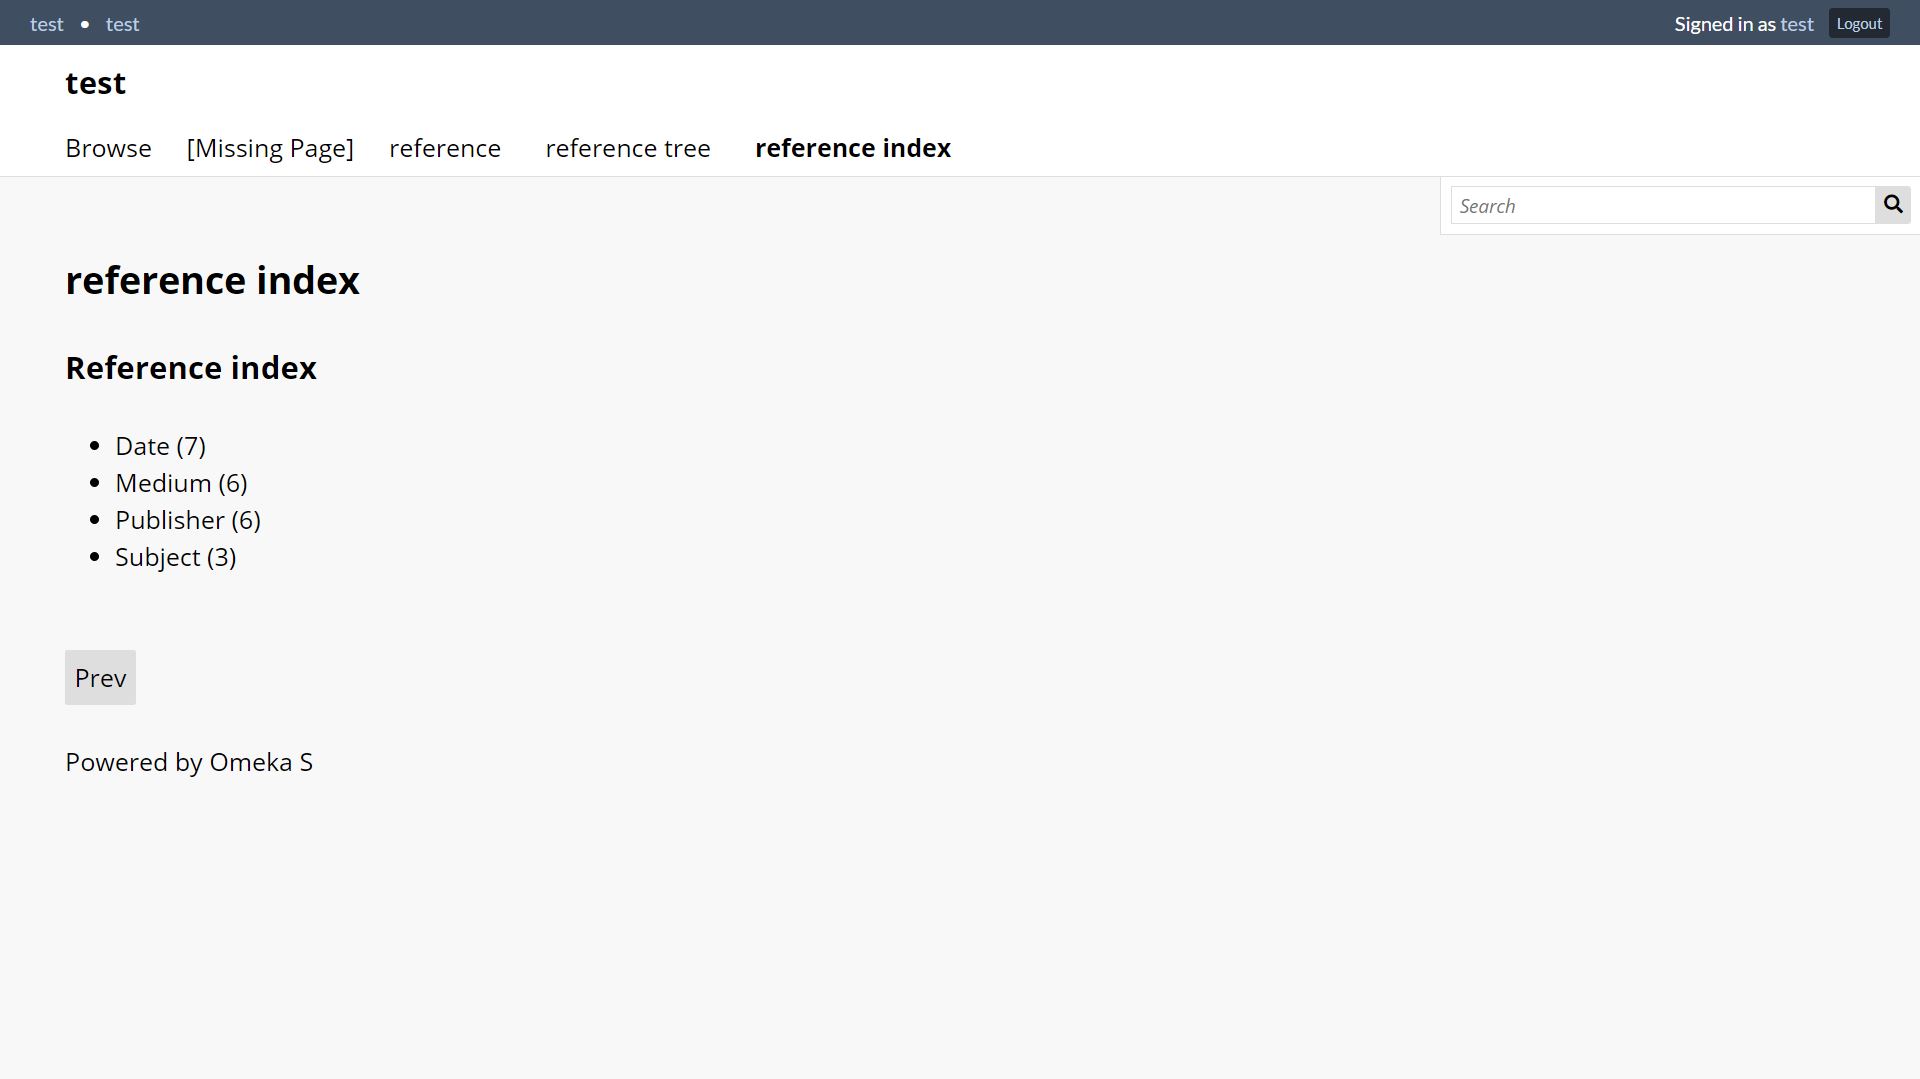 test • test
Signed in as test Logout
test
Browse [Missing Page] reference reference tree reference index
Search
reference index
Reference index
• Date (7)
• Medium (6)
• Publisher (6)
• Subject (3)
Prev
Powered by Omeka S